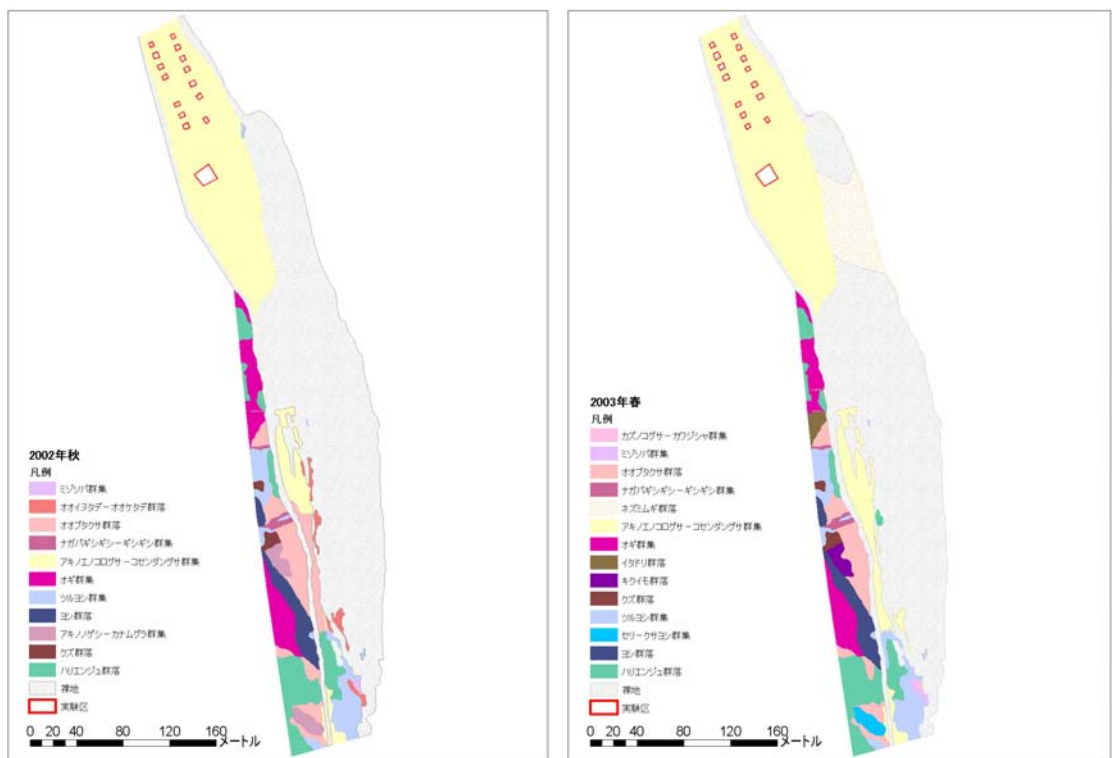 2002年秋
凡例
ミゾソバ群集
オオイヌタデーオオケタデ群落
オオブタクサ群落
ナガバギシギシーギシギシ群集
アキノエノコログサーコセンダングサ群集
オギ群集
ツルヨシ群集
ヨシ群落
アキノノゲシーカナムグラ群集
クズ群落
ハリエンジュ群落
裸地
実験区
0 20 40 80 120 160
メートル
2003年春
凡例
カズノコグサーカワジシャ群集
ミゾソバ群集
オオブタクサ群落
ナガバギシギシーギシギシ群集
ネズミムギ群落
アキノエノコログサーコセンダングサ群集
オギ群集
イタドリ群落
キクイモ群落
クズ群落
ツルヨシ群集
セリークサヨシ群集
ヨシ群落
ハリエンジュ群落
裸地
実験区
0 20 40 80 120 160
メートル